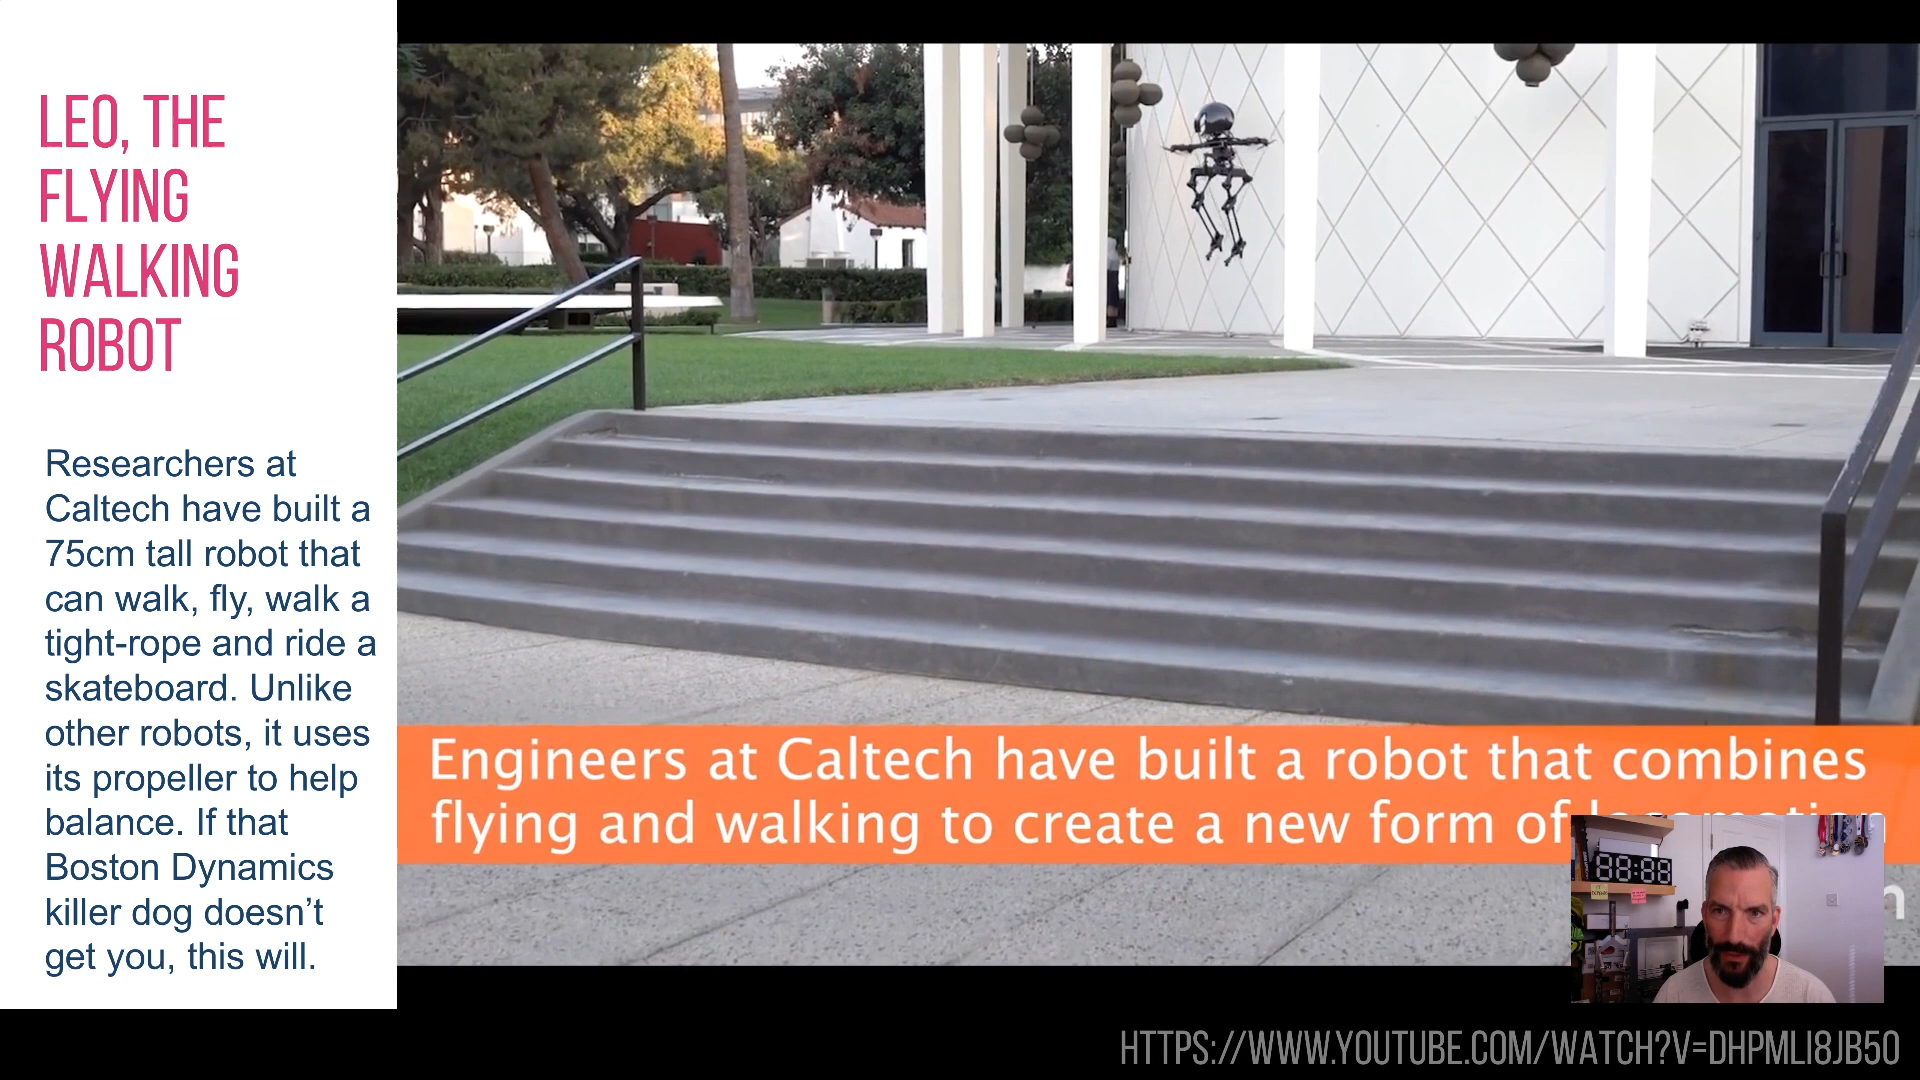 LEO, THE
FLYING
WALKING
ROBOT
Researchers at
Caltech have built a
75cm tall robot that
can walk, fly, walk a
tight-rope and ride a
skateboard. Unlike
other robots, it uses
its propeller to help
balance. If that
Boston Dynamics
killer dog doesn’t
get you, this will.
Engineers at Caltech have built a robot that combines
flying and walking to create a new form of locomotion
88:88
HTTPS://WWW.YOUTUBE.COM/WATCH?V=DHPMLI8JB50